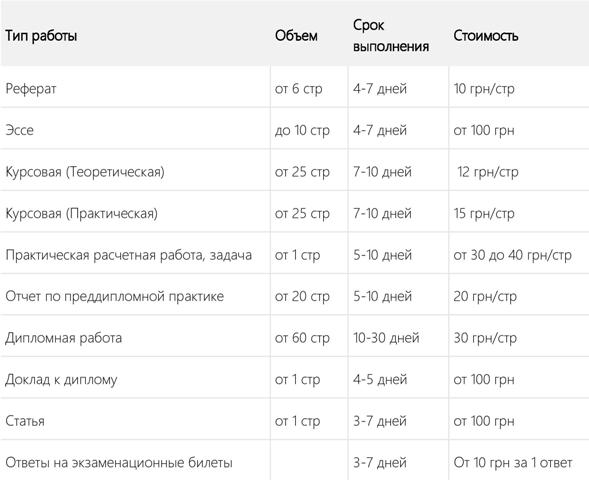 Тип работы Объем Срок выполнения Стоимость
Реферат от 6 стр 4-7 дней 10 грн/стр
Эссе до 10 стр 4-7 дней от 100 грн
Курсовая (Теоретическая) от 25 стр 7-10 дней 12 грн/стр
Курсовая (Практическая) от 25 стр 7-10 дней 15 грн/стр
Практическая расчетная работа, задача от 1 стр 5-10 дней от 30 до 40 грн/стр
Отчет по преддипломной практике от 20 стр 5-10 дней 20 грн/стр
Дипломная работа от 60 стр 10-30 дней 30 грн/стр
Доклад к диплому от 1 стр 4-5 дней от 100 грн
Статья от 1 стр 3-7 дней от 100 грн
Ответы на экзаменационные билеты 3-7 дней От 10 грн за 1 ответ